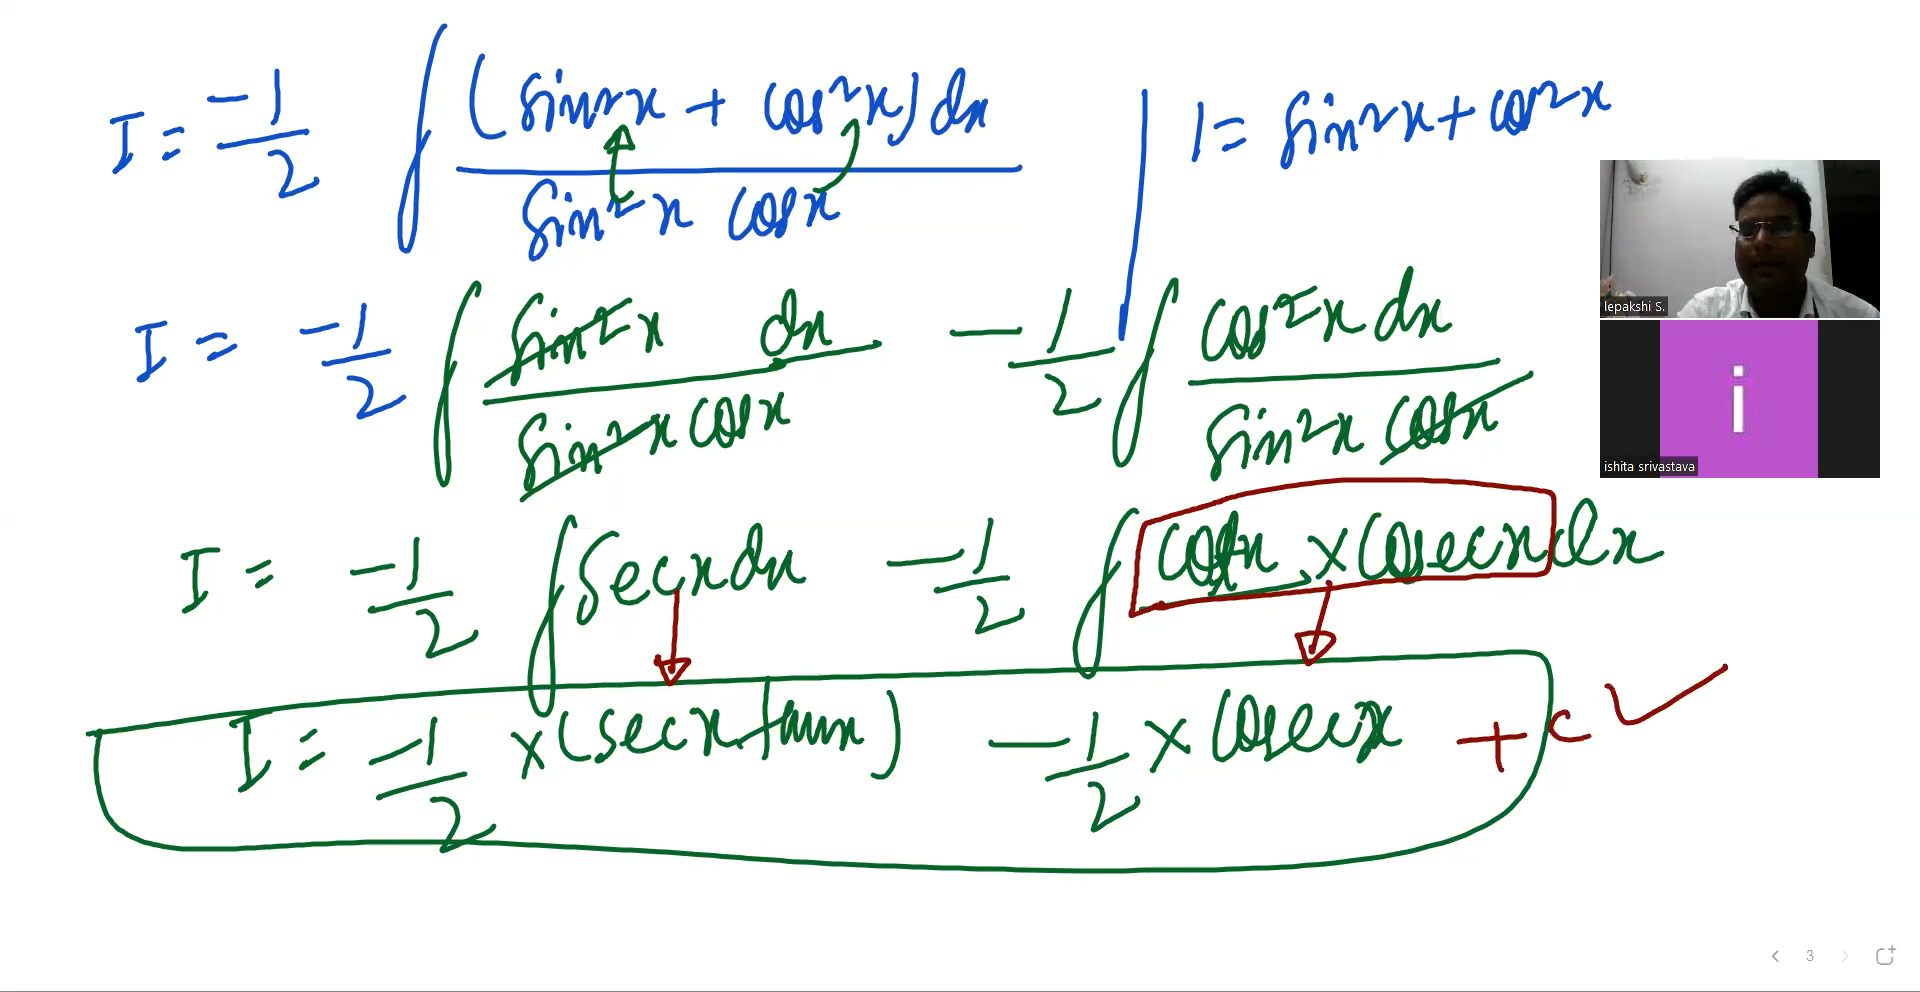 I = -1/2 ∫ (sin²x + cos²x) dx / sin²x cosx | 1 = sin²x + cos²x
I = -1/2 ∫ sin²x dx / sin²x cosx - 1/2 ∫ cos²x dx / sin²x cosx
I = -1/2 ∫ secx dx - 1/2 ∫ cotx × cosecx dx
I = -1/2 × (secx + tanx) - 1/2 × cosecx + c
lepakshi S.
i
ishita srivastava
3